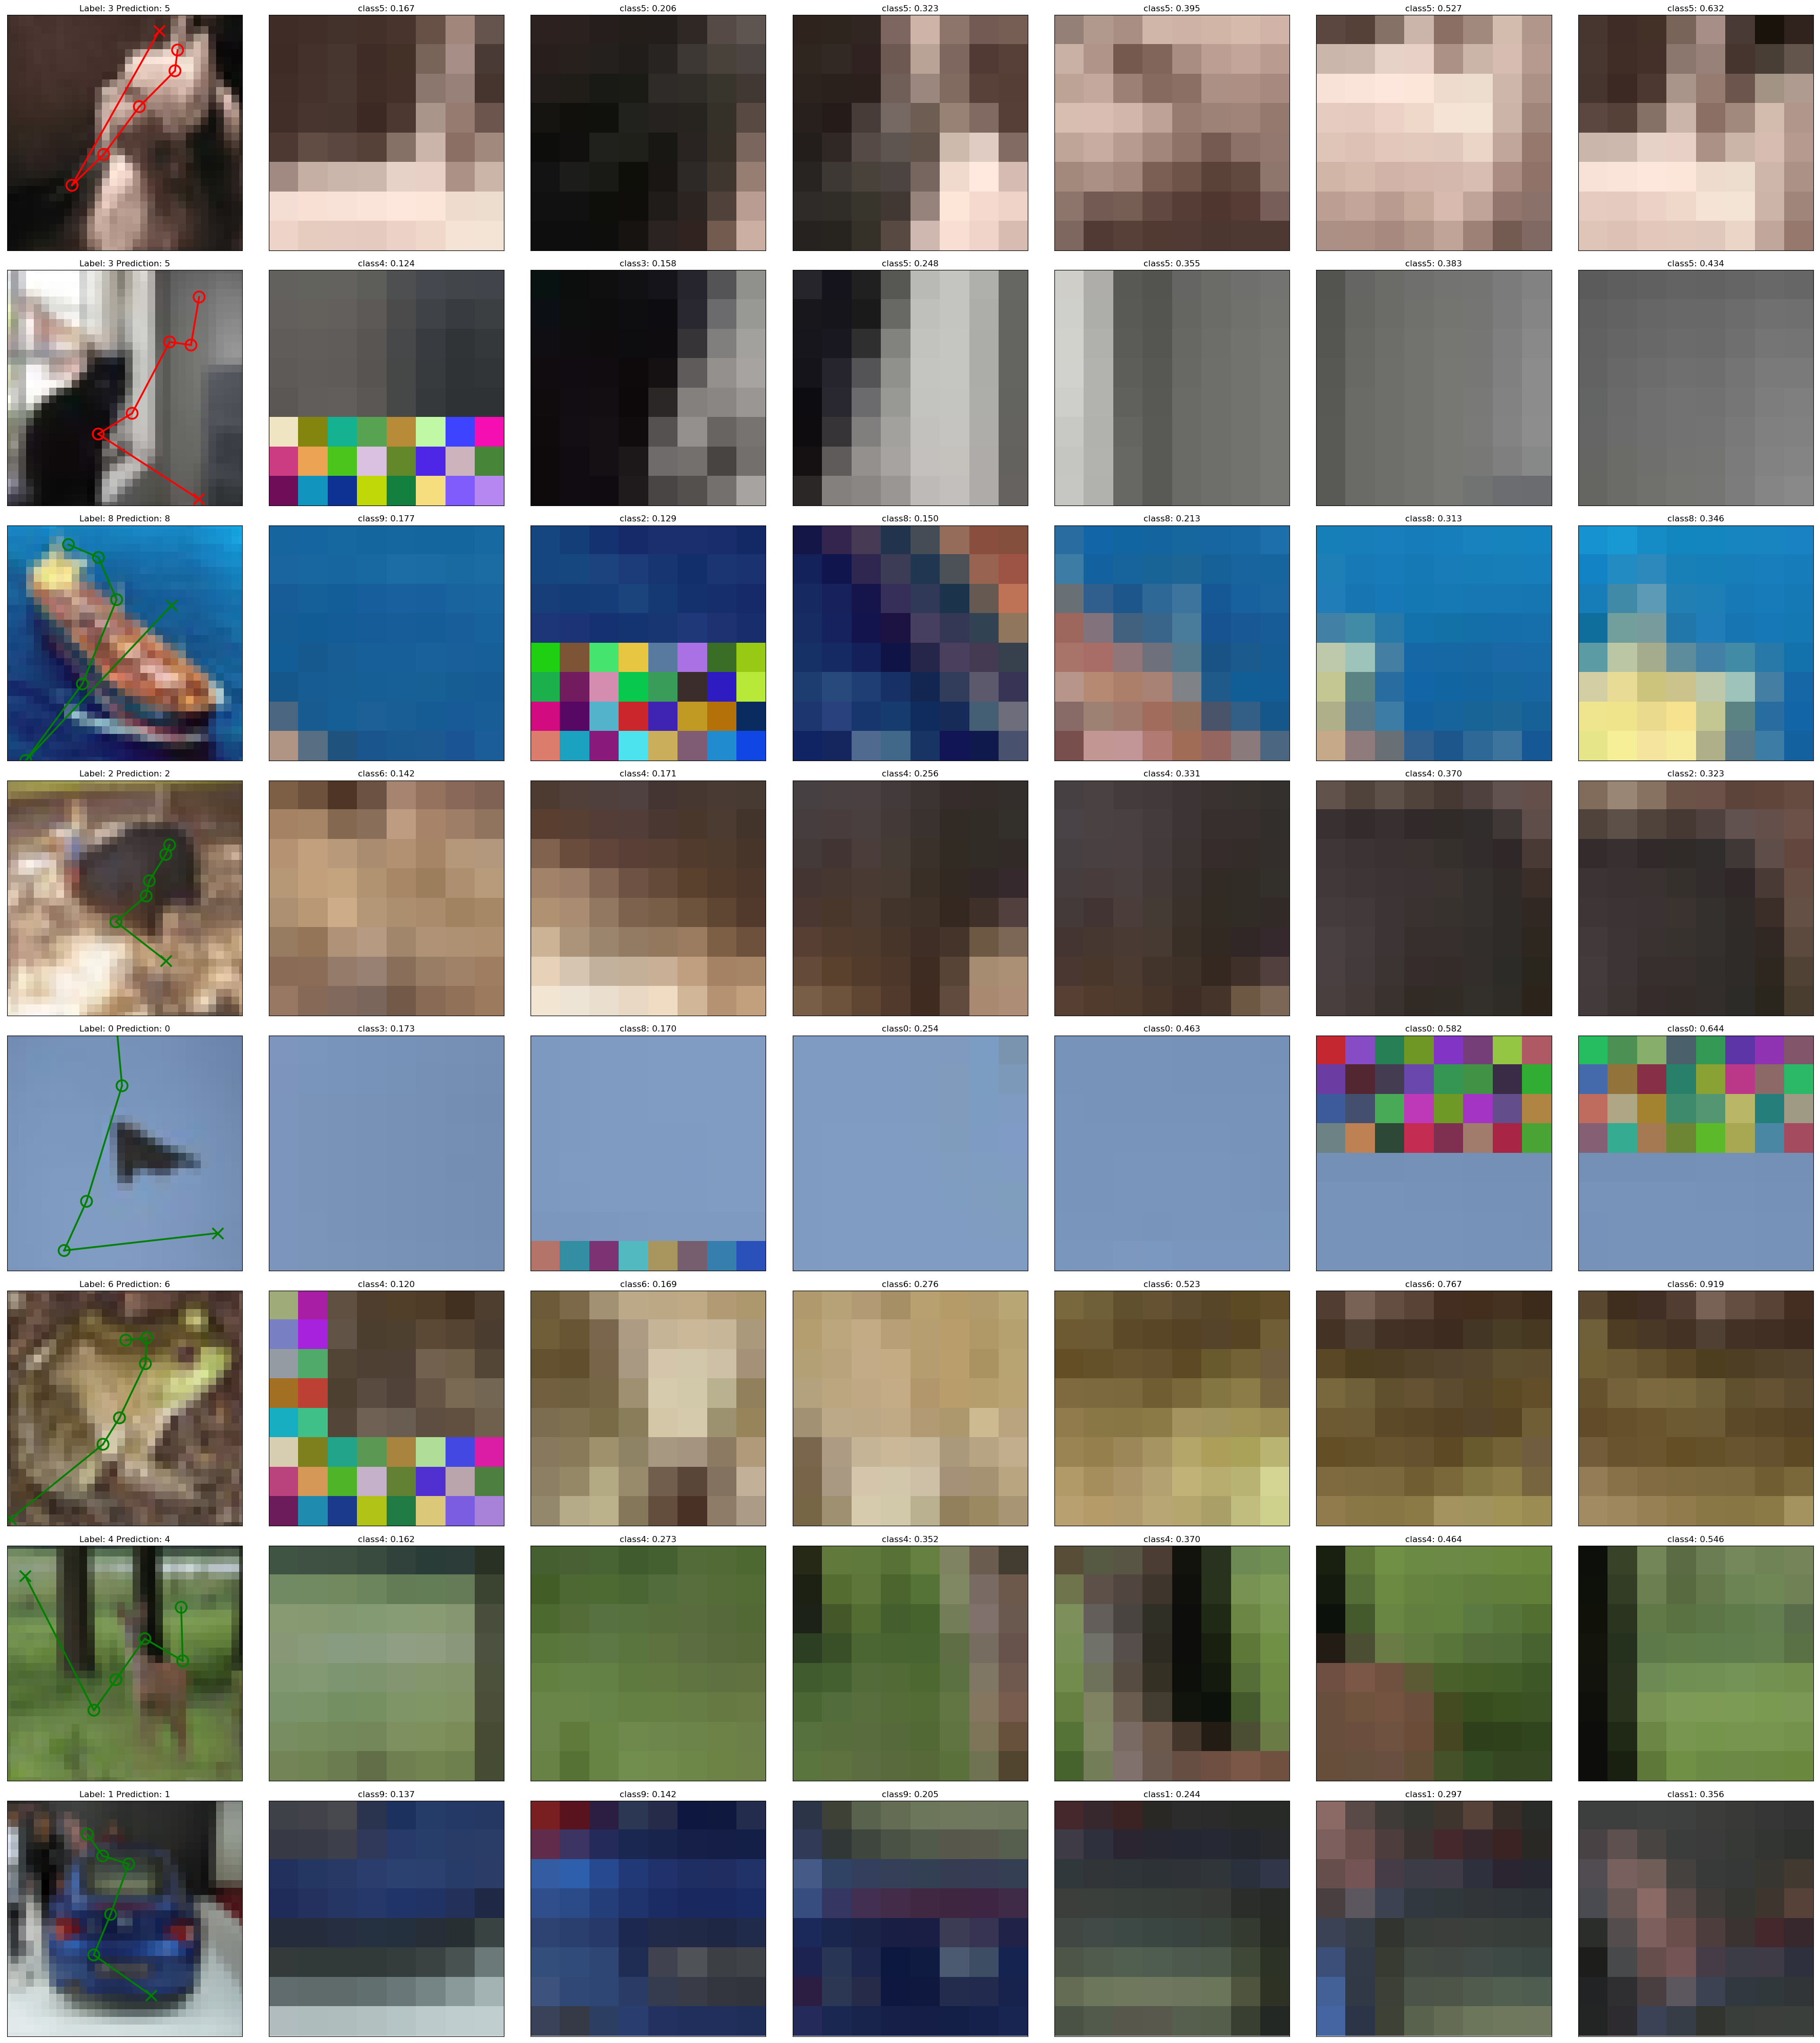 Label: 3 Prediction: 5 class5: 0.167 class5: 0.206 class5: 0.323 class5: 0.395 class5: 0.527 class5: 0.632
Label: 3 Prediction: 5 class4: 0.124 class3: 0.158 class5: 0.248 class5: 0.355 class5: 0.383 class5: 0.434
Label: 8 Prediction: 8 class9: 0.177 class2: 0.129 class8: 0.150 class8: 0.213 class8: 0.313 class8: 0.346
Label: 2 Prediction: 2 class6: 0.142 class4: 0.171 class4: 0.256 class4: 0.331 class4: 0.370 class2: 0.323
Label: 0 Prediction: 0 class3: 0.173 class8: 0.170 class0: 0.254 class0: 0.463 class0: 0.582 class0: 0.644
Label: 6 Prediction: 6 class4: 0.120 class6: 0.169 class6: 0.276 class6: 0.523 class6: 0.767 class6: 0.919
Label: 4 Prediction: 4 class4: 0.162 class4: 0.273 class4: 0.352 class4: 0.370 class4: 0.464 class4: 0.546
Label: 1 Prediction: 1 class9: 0.137 class9: 0.142 class9: 0.205 class1: 0.244 class1: 0.297 class1: 0.356